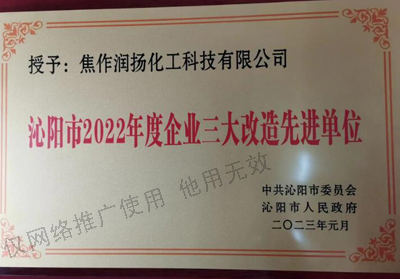 授予：焦作润扬化工科技有限公司
沁阳市2022年度企业三大改造先进单位
仅网络推广使用 他用无效
中共沁阳市委员会
沁阳市人民政府
二〇二三年元月